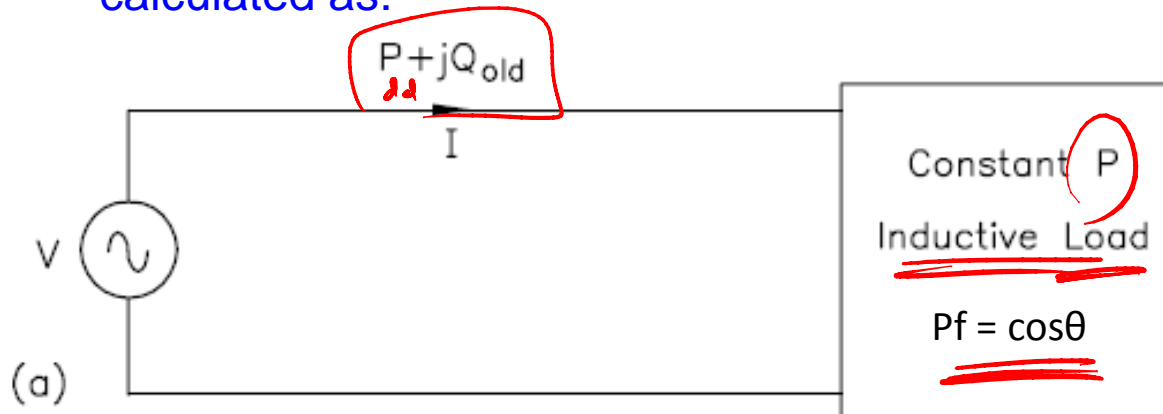 calculated as:
P+jQold
I
Constant P
Inductive Load
V
Pf = cosθ
(a)